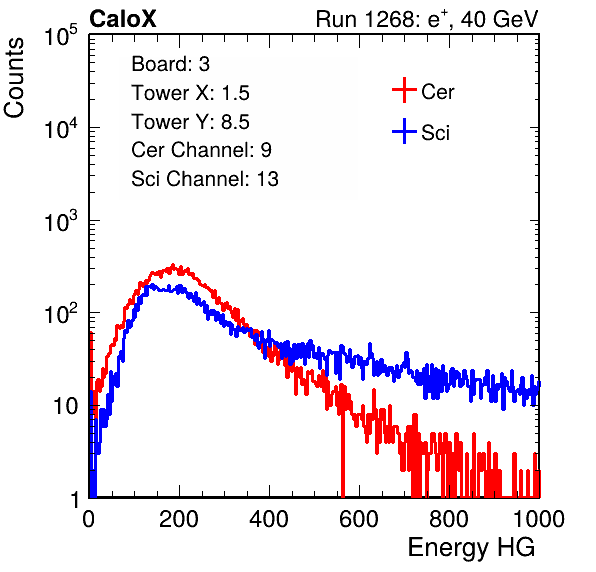 CaloX Run 1268: e⁺, 40 GeV
Counts
10⁵
10⁴
10³
10²
10
1
Board: 3
Tower X: 1.5
Tower Y: 8.5
Cer Channel: 9
Sci Channel: 13
Cer
Sci
0 200 400 600 800 1000
Energy HG